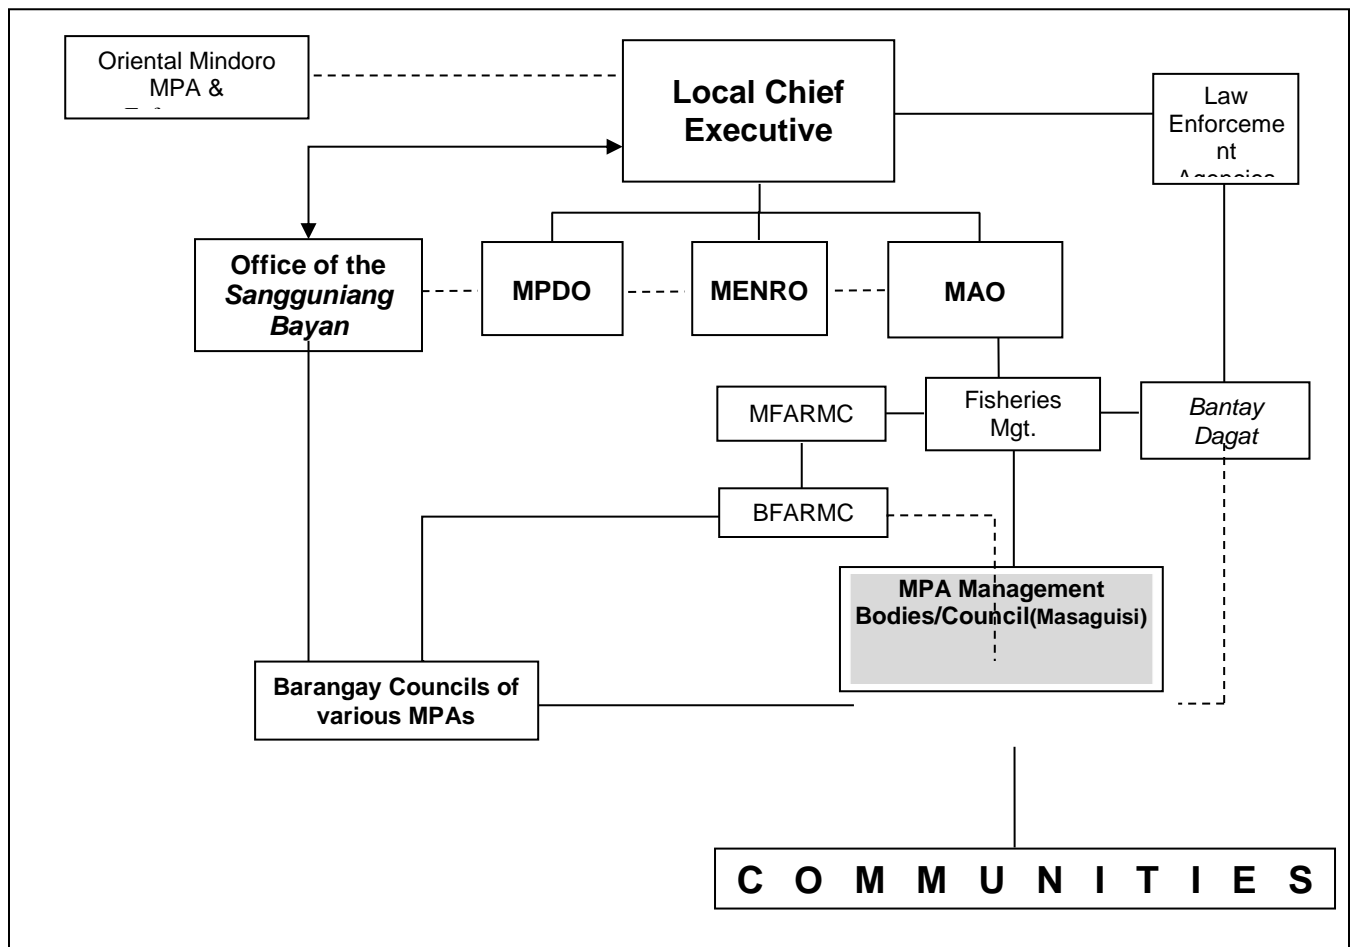 Oriental Mindoro
MPA &
Local Chief
Executive
Law
Enforceme
nt
Agencies
Office of the
Sangguniang
Bayan
MPDO
MENRO
MAO
MFARMC
Fisheries
Mgt.
Bantay
Dagat
BFARMC
MPA Management
Bodies/Council(Masaguisi)
Barangay Councils of
various MPAs
C O M M U N I T I E S